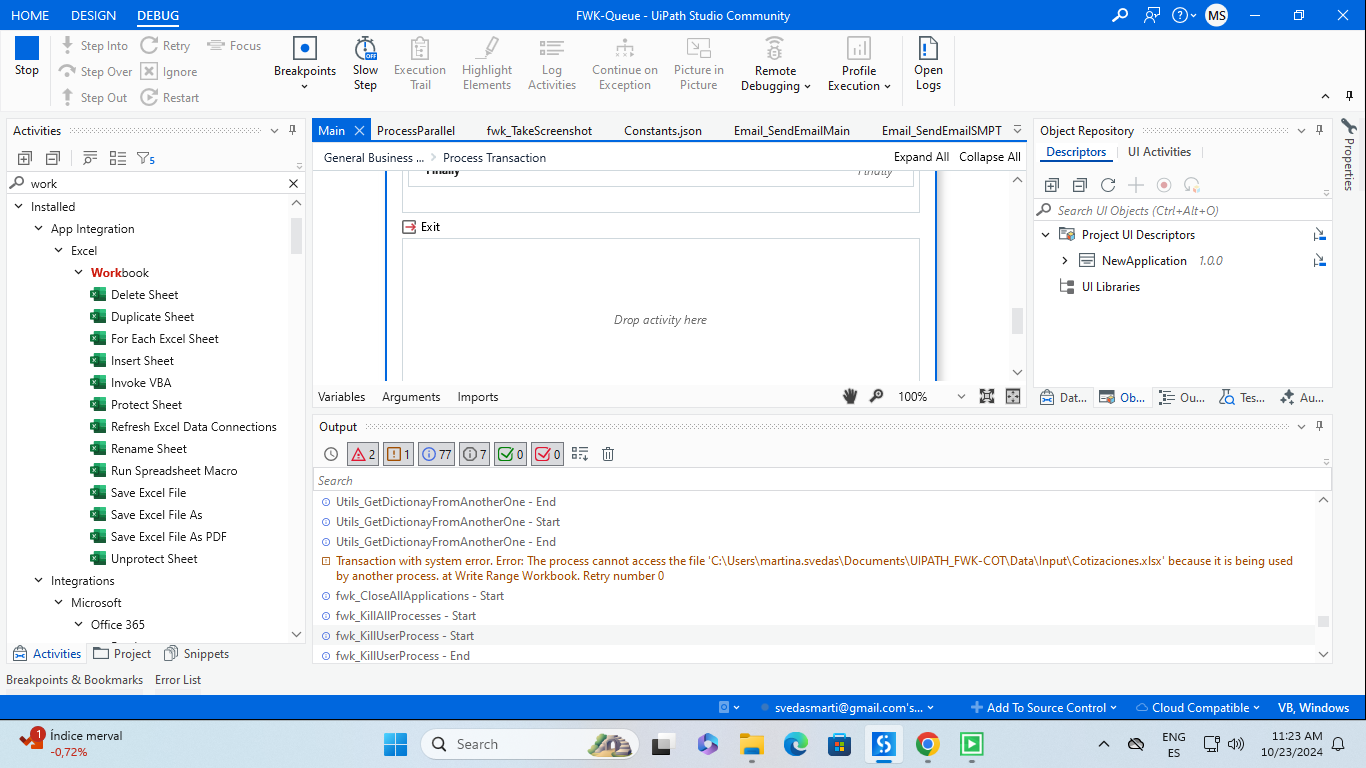 HOME DESIGN DEBUG FWK-Queue - UiPath Studio Community MS
Stop
Step Into Retry Focus
Step Over Ignore
Step Out Restart
Breakpoints
Slow Step
OFF
Execution Trail
Highlight Elements
Log Activities
Continue on Exception
Picture in Picture
Remote Debugging
Profile Execution
Open Logs
Activities
5
work
Installed
App Integration
Excel
Workbook
Delete Sheet
Duplicate Sheet
For Each Excel Sheet
Insert Sheet
Invoke VBA
Protect Sheet
Refresh Excel Data Connections
Rename Sheet
Run Spreadsheet Macro
Save Excel File
Save Excel File As
Save Excel File As PDF
Unprotect Sheet
Integrations
Microsoft
Office 365
Activities Project Snippets
Main ProcessParallel fwk_TakeScreenshot Constants.json Email_SendEmailMain Email_SendEmailSMPT
General Business ... Process Transaction Expand All Collapse All
Finally Finally
Exit
Drop activity here
Variables Arguments Imports 100%
Output
2 1 77 7 0 0
Search
Utils_GetDictionayFromAnotherOne - End
Utils_GetDictionayFromAnotherOne - Start
Utils_GetDictionayFromAnotherOne - End
Transaction with system error. Error: The process cannot access the file 'C:\Users\martina.svedas\Documents\UIPATH_FWK-COT\Data\Input\Cotizaciones.xlsx' because it is being used
by another process. at Write Range Workbook. Retry number 0
fwk_CloseAllApplications - Start
fwk_KillAllProcesses - Start
fwk_KillUserProcess - Start
fwk_KillUserProcess - End
Object Repository
Descriptors UI Activities
Search UI Objects (Ctrl+Alt+O)
Project UI Descriptors
NewApplication 1.0.0
UI Libraries
Dat... Ob... Ou... Tes... Au...
Properties
Breakpoints & Bookmarks Error List
svedasmarti@gmail.com's... Add To Source Control Cloud Compatible VB, Windows
1
Índice merval
-0,72%
Search
ENG
ES
11:23 AM
10/23/2024